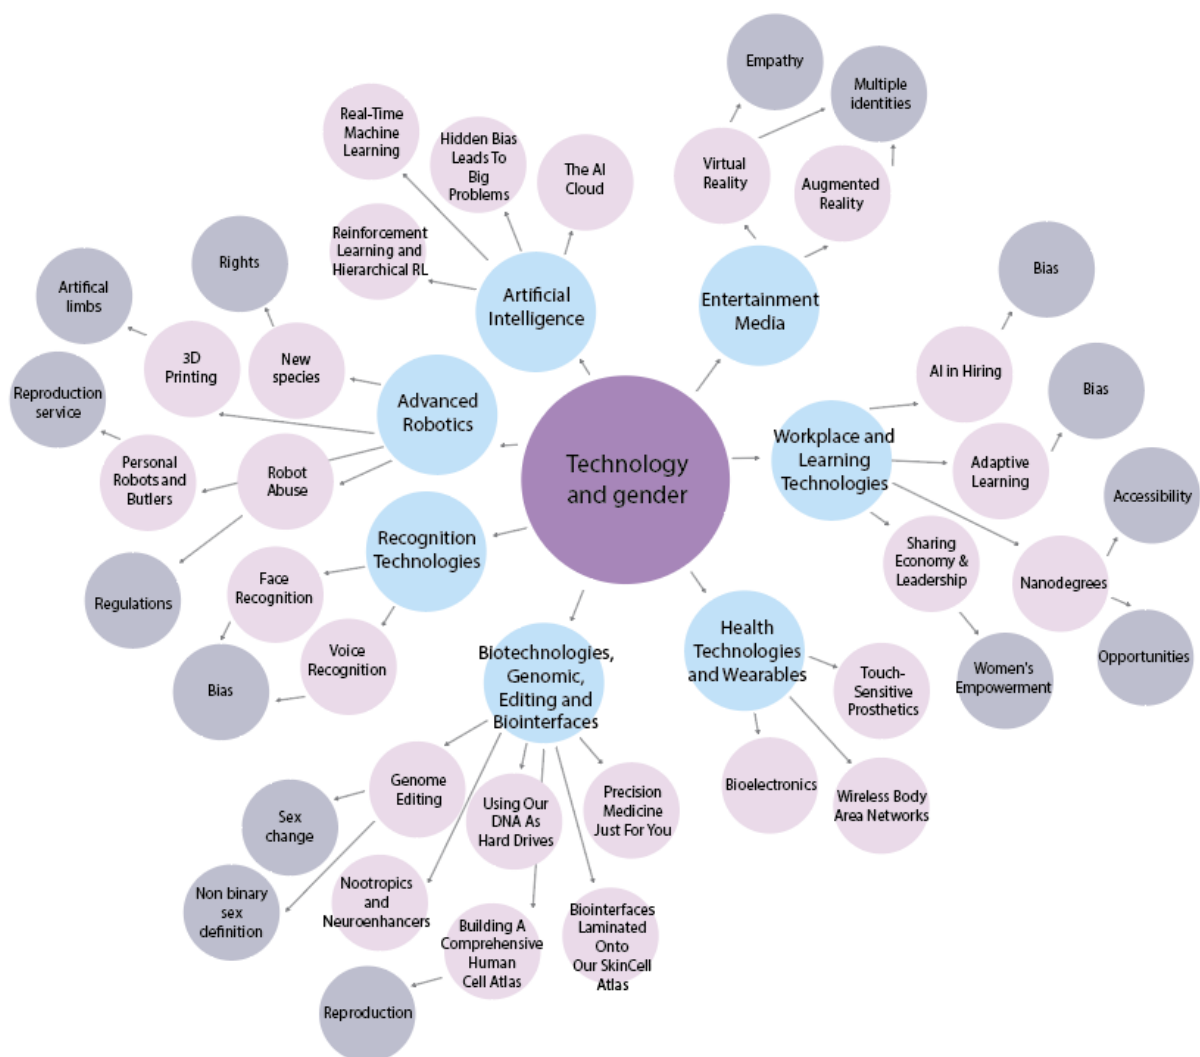 Technology
and gender
Artificial
Intelligence
Real-Time
Machine
Learning
Hidden Bias
Leads To
Big
Problems
The AI
Cloud
Reinforcement
Learning and
Hierarchical RL
Entertainment
Media
Virtual
Reality
Augmented
Reality
Empathy
Multiple
identities
Workplace and
Learning
Technologies
AI in Hiring
Bias
Adaptive
Learning
Bias
Nanodegrees
Accessibility
Opportunities
Sharing
Economy &
Leadership
Women's
Empowerment
Health
Technologies
and Wearables
Touch-
Sensitive
Prosthetics
Wireless Body
Area Networks
Bioelectronics
Biotechnologies,
Genomic,
Editing and
Biointerfaces
Precision
Medicine
Just For You
Biointerfaces
Laminated
Onto
Our SkinCell
Atlas
Using Our
DNA As
Hard Drives
Building A
Comprehensive
Human
Cell Atlas
Reproduction
Nootropics
and
Neuroenhancers
Genome
Editing
Sex
change
Non binary
sex
definition
Recognition
Technologies
Face
Recognition
Voice
Recognition
Bias
Advanced
Robotics
New
species
Rights
3D
Printing
Artifical
limbs
Personal
Robots and
Butlers
Reproduction
service
Robot
Abuse
Regulations